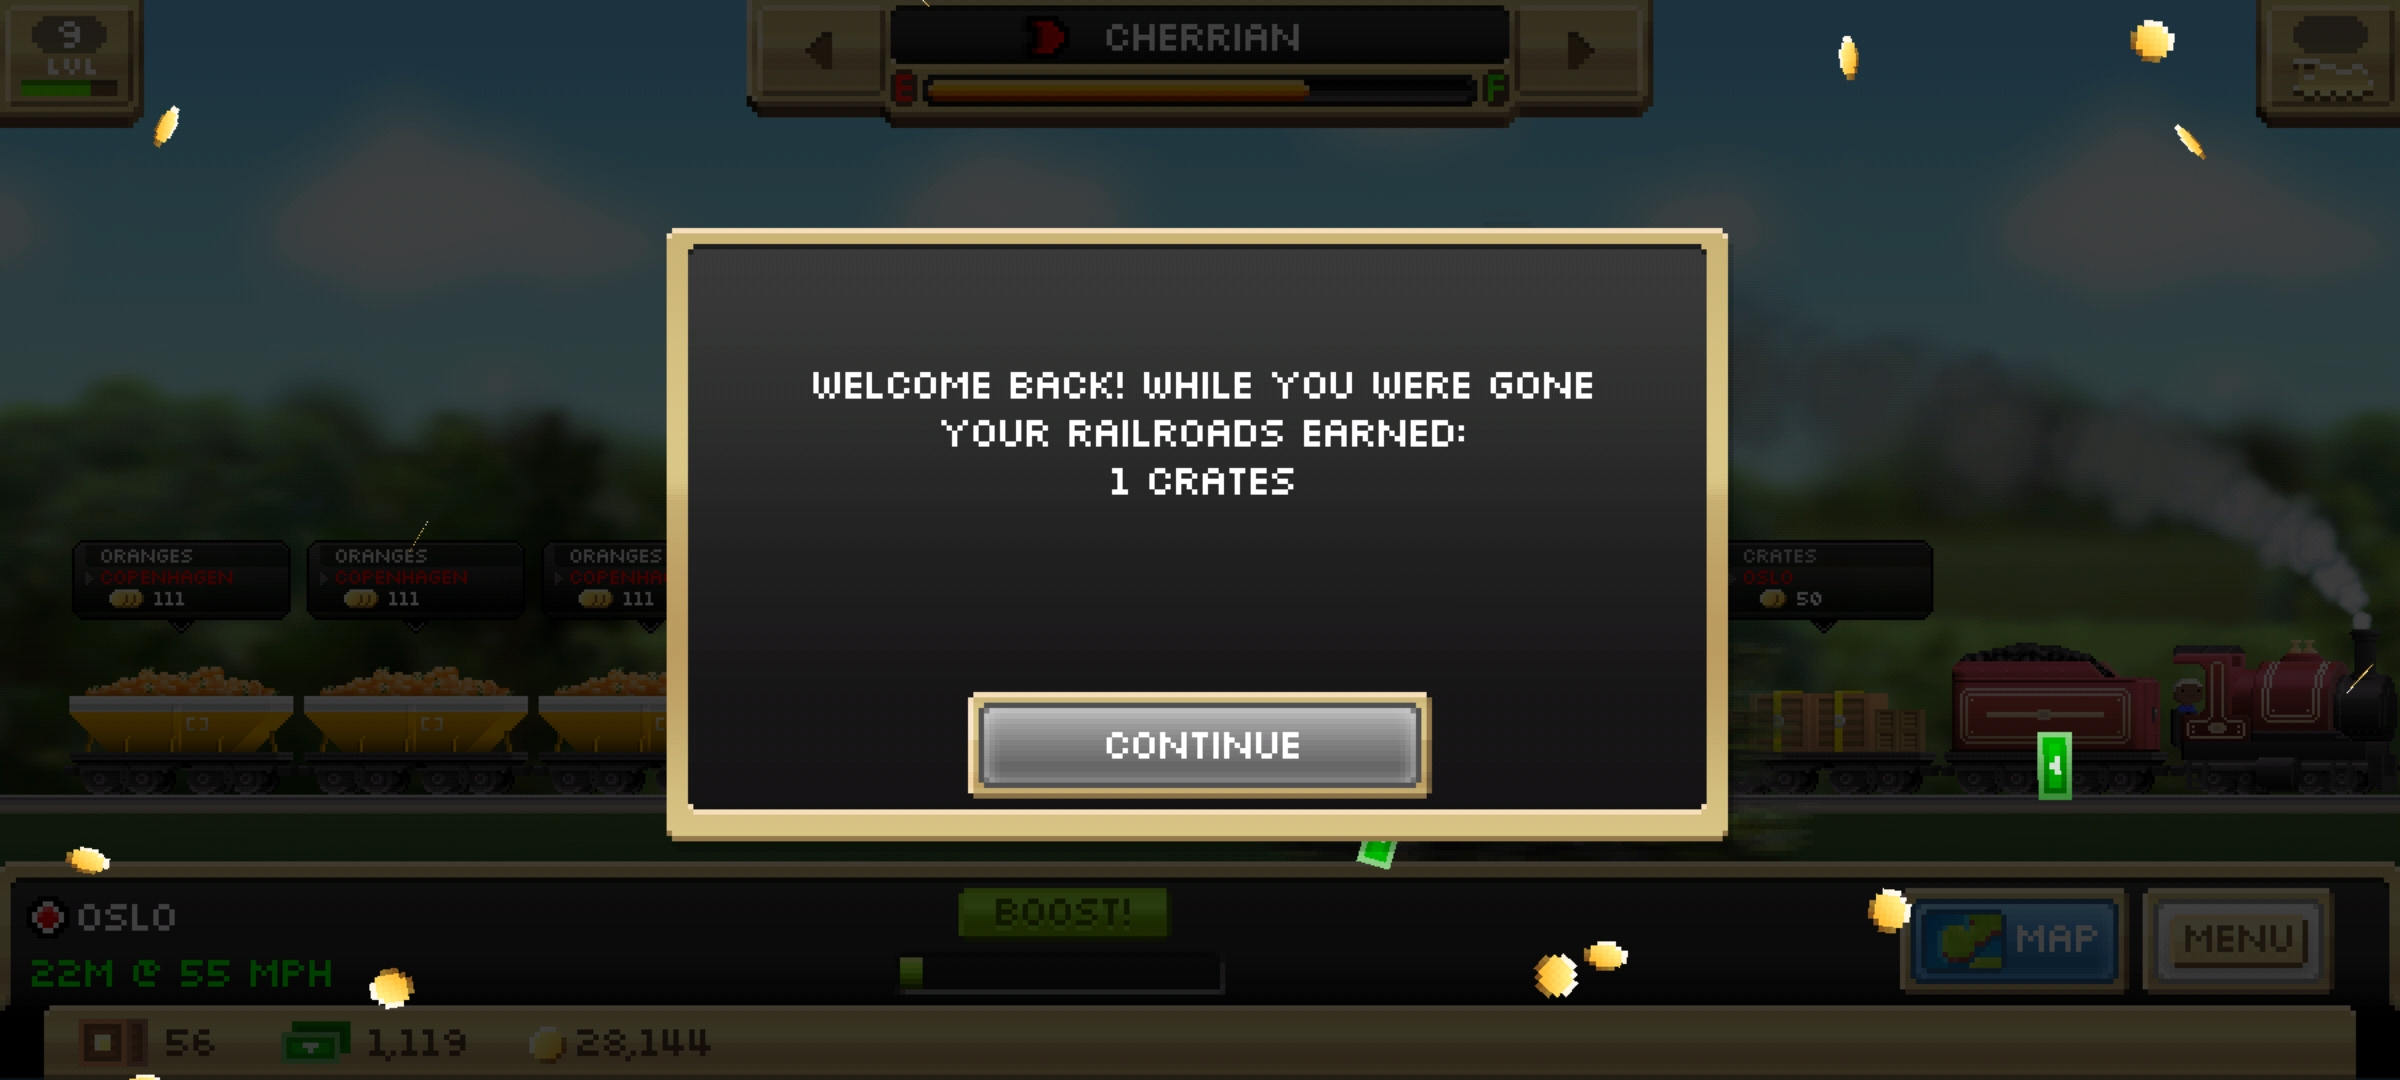 9
LVL
CHERRIAN
E
F
WELCOME BACK! WHILE YOU WERE GONE
YOUR RAILROADS EARNED:
1 CRATES
CONTINUE
ORANGES
COPENHAGEN
111
ORANGES
COPENHAGEN
111
ORANGES
COPENHA
111
CRATES
OSLO
50
OSLO
22M @ 55 MPH
BOOST!
MAP
MENU
56
1,119
28,144